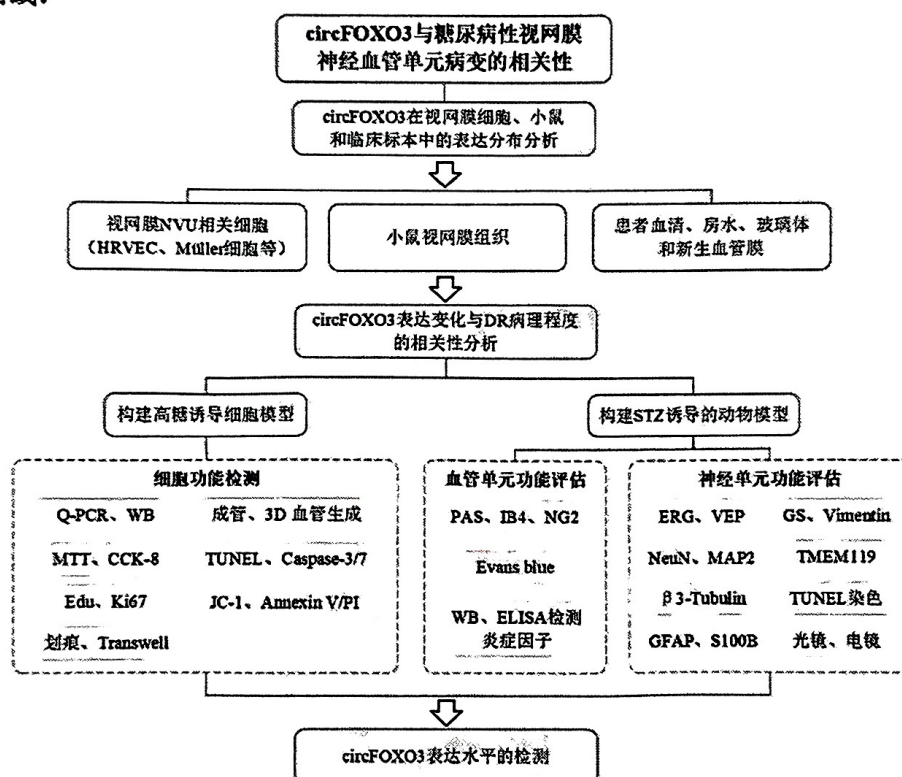 circFOXO3与糖尿病性视网膜
神经血管单元病变的相关性
circFOXO3在视网膜细胞、小鼠
和临床标本中的表达分布分析
视网膜NVU相关细胞
(HRVEC、Müller细胞等)
小鼠视网膜组织
患者血清、房水、玻璃体
和新生血管膜
circFOXO3表达变化与DR病理程度
的相关性分析
构建高糖诱导细胞模型
构建STZ诱导的动物模型
细胞功能检测
Q-PCR、WB
成管、3D 血管生成
MTT、CCK-8
TUNEL、Caspase-3/7
Edu、Ki67
JC-1、Annexin V/PI
划痕、Transwell
血管单元功能评估
PAS、IB4、NG2
Evans blue
WB、ELISA检测
炎症因子
神经单元功能评估
ERG、VEP
GS、Vimentin
NeuN、MAP2
TMEM119
β3-Tubulin
TUNEL染色
GFAP、S100B
光镜、电镜
circFOXO3表达水平的检测